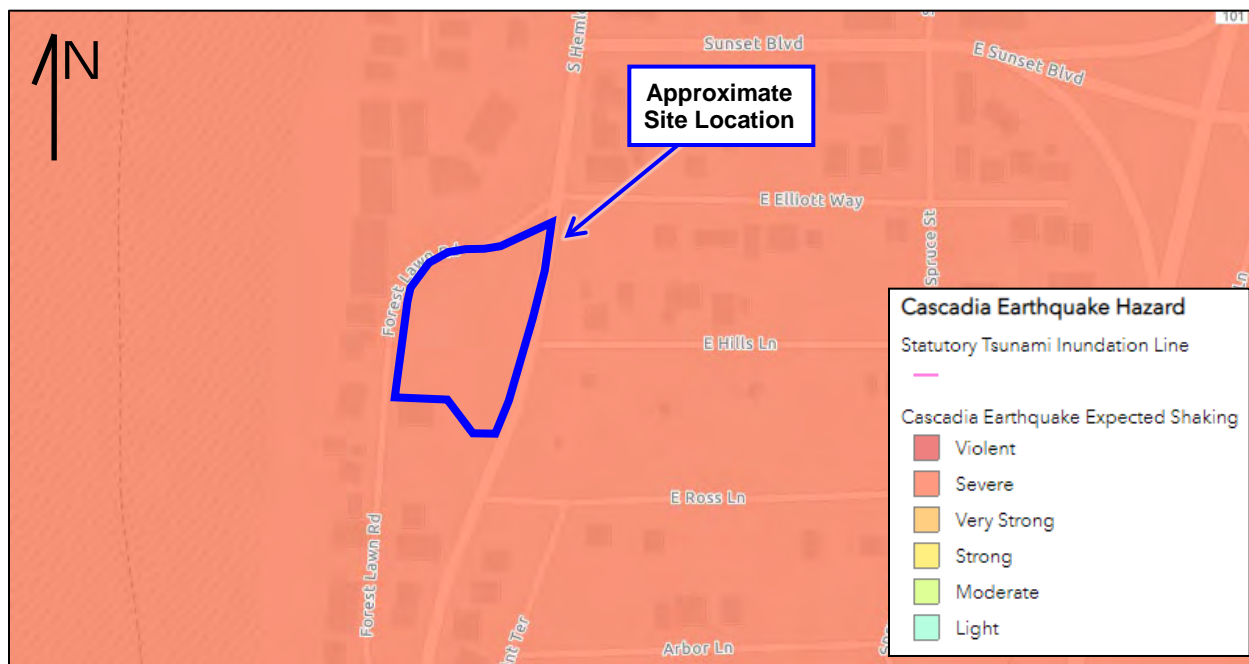 N
101
Sunset Blvd
E Sunset Blvd
Approximate
Site Location
E Elliott Way
Spruce St
Forest Lawn Rd
E Hills Ln
E Ross Ln
Forest Lawn Rd
Arbor Ln
Ln
Cascadia Earthquake Hazard
Statutory Tsunami Inundation Line
Cascadia Earthquake Expected Shaking
Violent
Severe
Very Strong
Strong
Moderate
Light